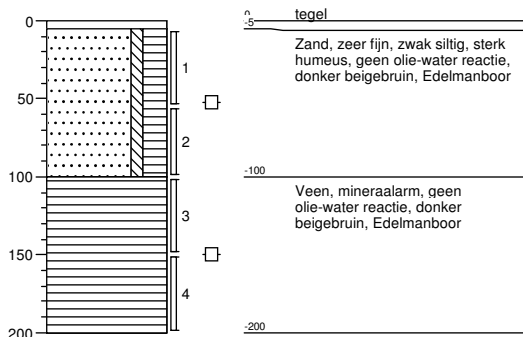 0
50
100
150
200
1
2
3
4
0
tegel
-5
Zand, zeer fijn, zwak siltig, sterk
humeus, geen olie-water reactie,
donker beigebruin, Edelmanboor
-100
Veen, mineraalarm, geen
olie-water reactie, donker
beigebruin, Edelmanboor
-200